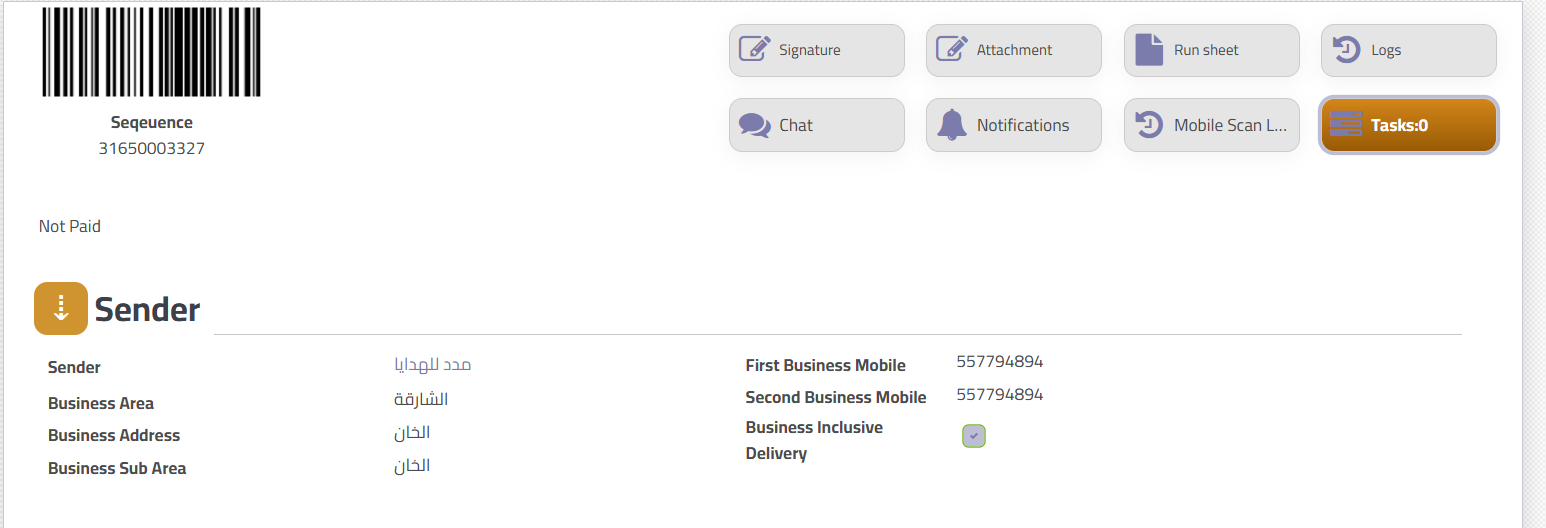 Signature
Attachment
Run sheet
Logs
Chat
Notifications
Mobile Scan L...
Tasks:0
Seqeuence
31650003327
Not Paid
Sender
Sender
مدد للهدايا
Business Area
الشارقة
Business Address
الخان
Business Sub Area
الخان
First Business Mobile
557794894
Second Business Mobile
557794894
Business Inclusive
Delivery